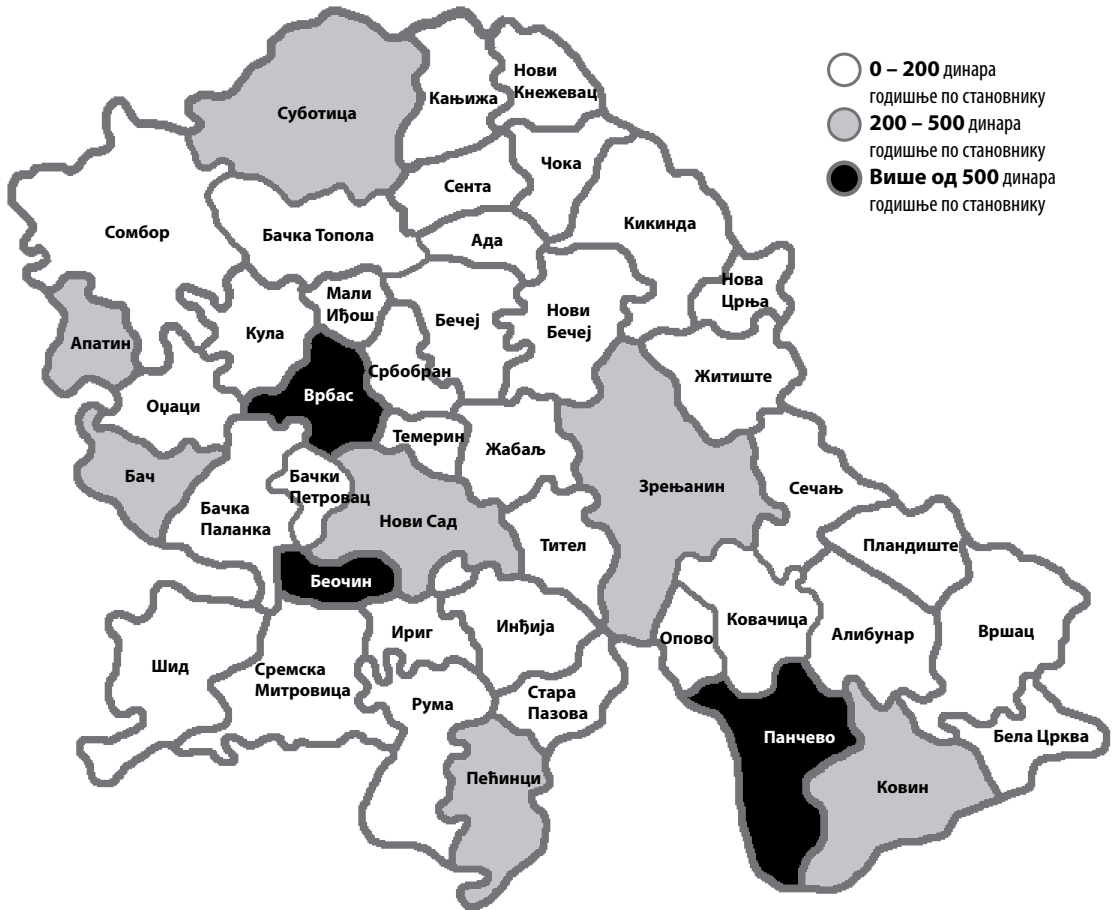 0 – 200 динара
годишње по становнику
200 – 500 динара
годишње по становнику
Више од 500 динара
годишње по становнику
Нови
Кнежевац
Кањижа
Суботица
Чока
Сента
Кикинда
Сомбор
Бачка Топола
Ада
Нова
Црња
Мали
Иђош
Бечеј
Нови
Бечеј
Кула
Апатин
Србобран
Житиште
Врбас
Оџаци
Темерин
Жабаљ
Бач
Бачки
Петровац
Зрењанин
Сечањ
Бачка
Паланка
Нови Сад
Тител
Пландиште
Беочин
Ковачица
Инђија
Ириг
Опово
Алибунар
Вршац
Шид
Сремска
Митровица
Рума
Стара
Пазова
Панчево
Бела Црква
Пећинци
Ковин